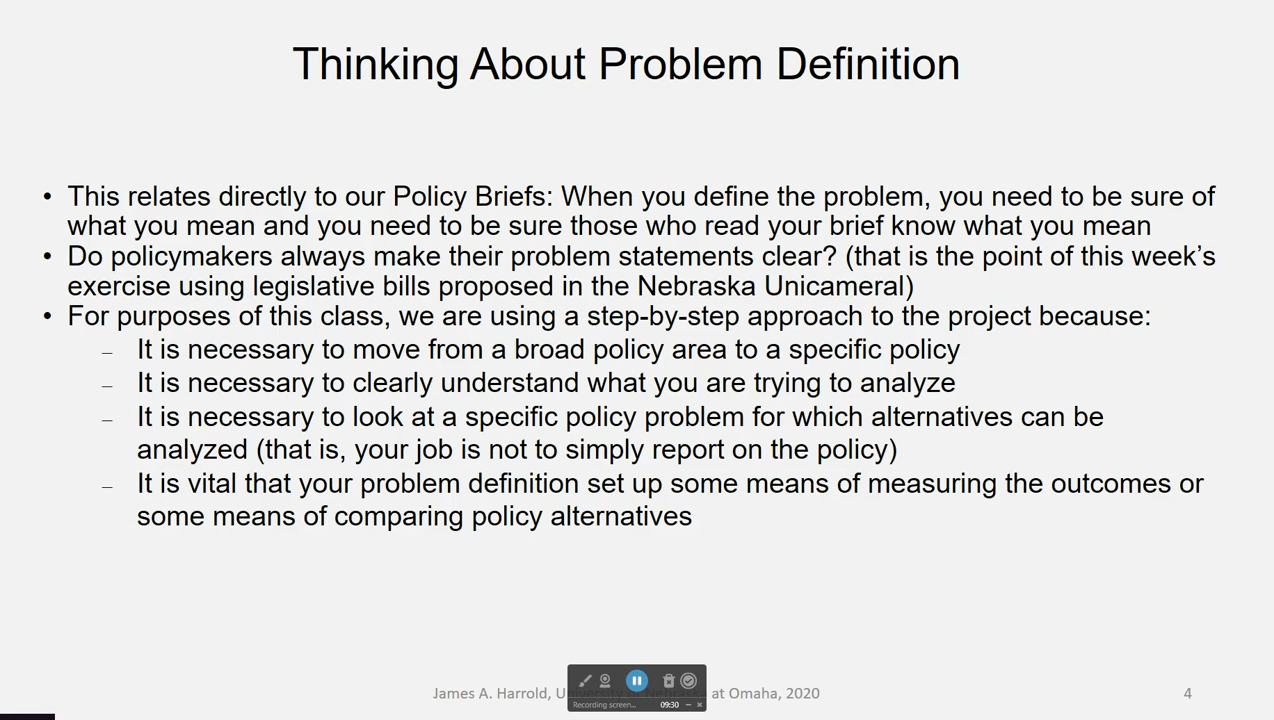 Thinking About Problem Definition
• This relates directly to our Policy Briefs: When you define the problem, you need to be sure of
what you mean and you need to be sure those who read your brief know what you mean
• Do policymakers always make their problem statements clear? (that is the point of this week’s
exercise using legislative bills proposed in the Nebraska Unicameral)
• For purposes of this class, we are using a step-by-step approach to the project because:
– It is necessary to move from a broad policy area to a specific policy
– It is necessary to clearly understand what you are trying to analyze
– It is necessary to look at a specific policy problem for which alternatives can be
analyzed (that is, your job is not to simply report on the policy)
– It is vital that your problem definition set up some means of measuring the outcomes or
some means of comparing policy alternatives
James A. Harrold, at Omaha, 2020
4
Recording screen... 09:30